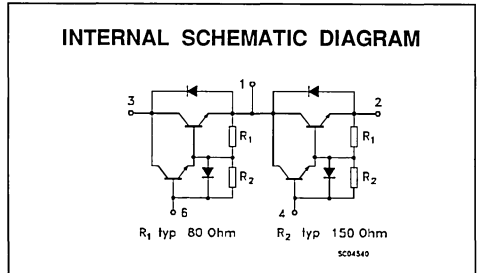 INTERNAL SCHEMATIC DIAGRAM
1
3
2
R1
R1
R2
R2
6
4
R1 typ 80 Ohm R2 typ 150 Ohm
SC04540